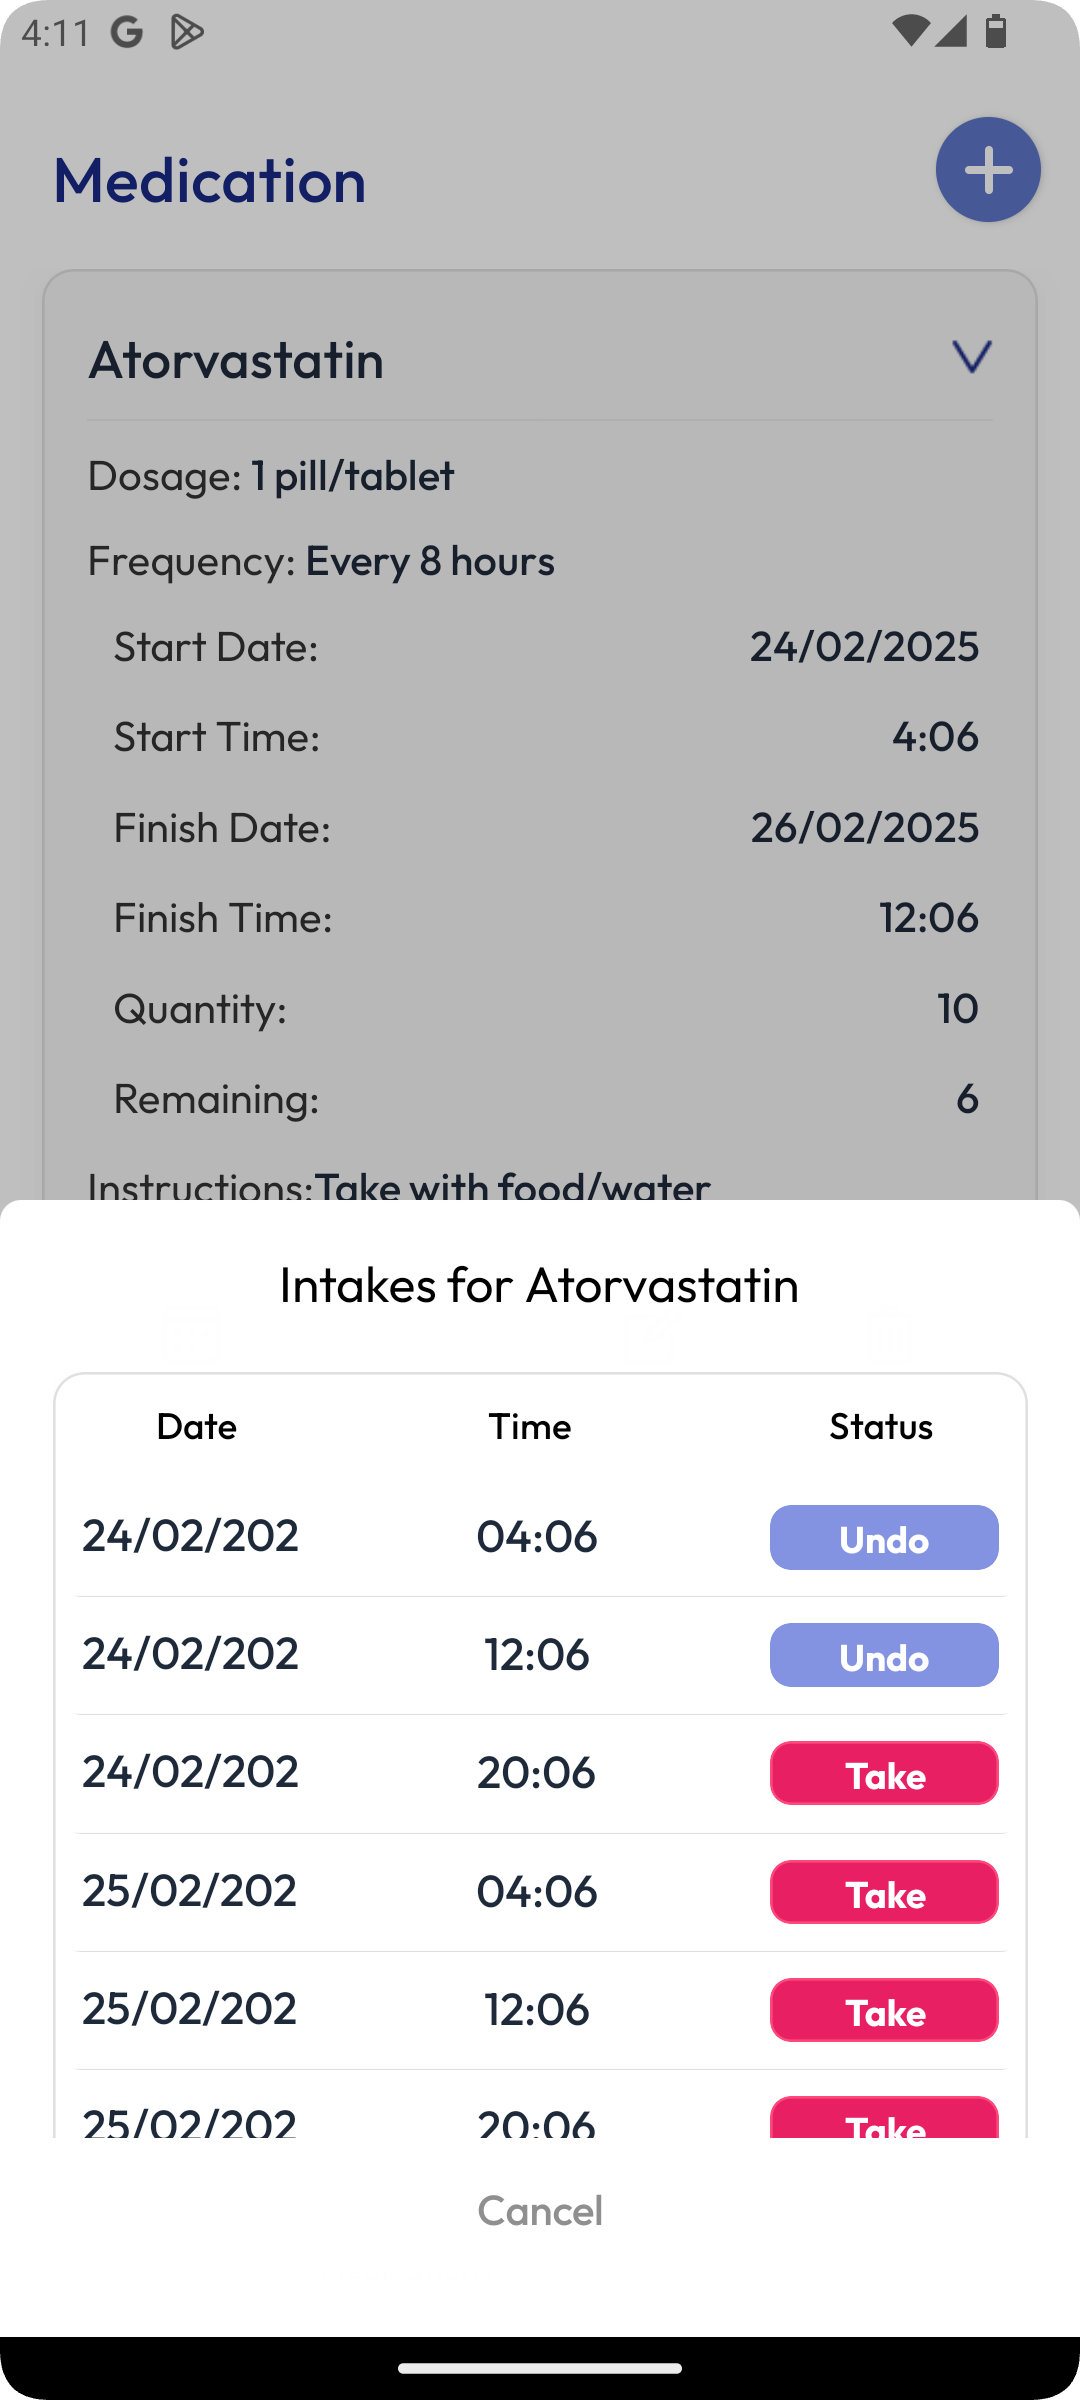 4:11
Medication
Atorvastatin
Dosage: 1 pill/tablet
Frequency: Every 8 hours
Start Date: 24/02/2025
Start Time: 4:06
Finish Date: 26/02/2025
Finish Time: 12:06
Quantity: 10
Remaining: 6
Instructions:Take with food/water
Intakes for Atorvastatin
Date Time Status
24/02/202 04:06 Undo
24/02/202 12:06 Undo
24/02/202 20:06 Take
25/02/202 04:06 Take
25/02/202 12:06 Take
25/02/202 20:06 Take
Cancel